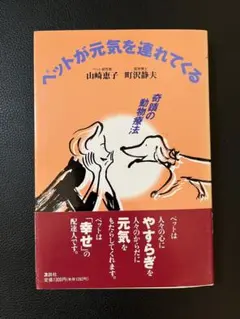 ペットが元気を連れてくる
山崎恵子 町沢静夫
奇蹟の
動物療法
ペットは
人々の心に
やすらぎを
人々のからだに
元気を
もたらしてくれます。
ペットは
「幸せ」の
配達人です。
講談社